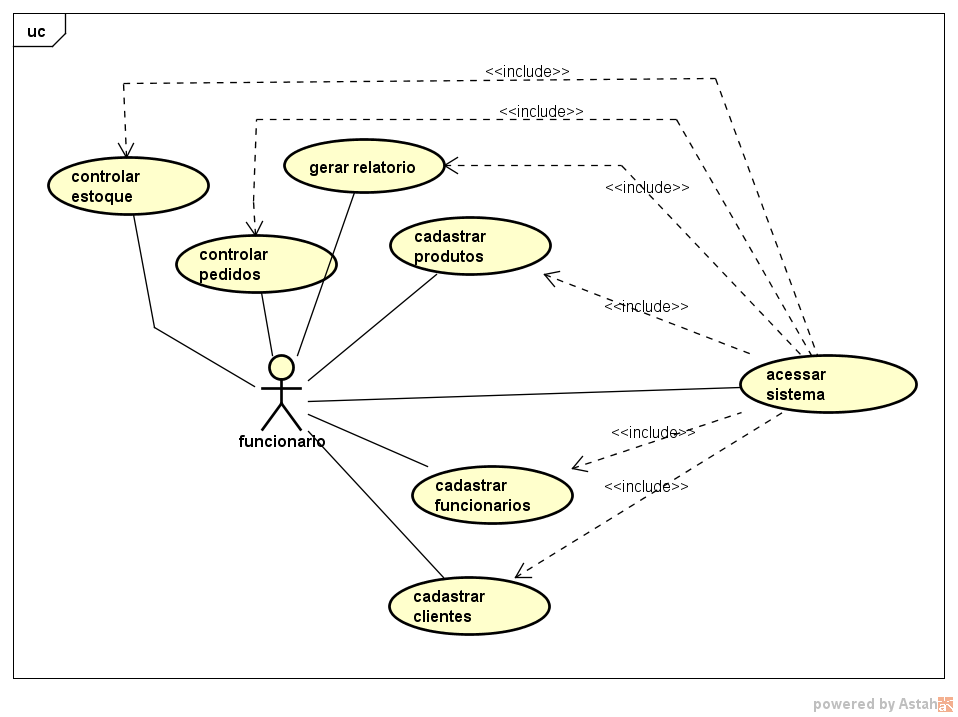 uc
<<include>>
<<include>>
gerar relatorio
controlar
estoque
<<include>>
cadastrar
produtos
controlar
pedidos
<<include>>
acessar
sistema
funcionario
<<include>>
cadastrar
funcionarios
<<include>>
cadastrar
clientes
powered by Astah